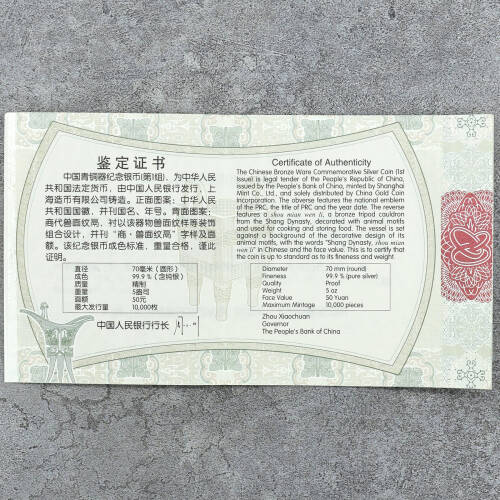 鉴定证书
中国青铜器纪念银币(第1组)，为中华人民
共和国法定货币，由中国人民银行发行，上
海造币有限公司铸造。正面图案：中华人民
共和国国徽，并刊国名、年号。背面图案：
商代兽面纹鬲，衬以该器物兽面纹样等装饰
组合设计，并刊“商·兽面纹鬲”字样及面
额。该纪念银币成色标准，重量合格，谨此
证明。
直径 70毫米(圆形)
成色 99.9%(含纯银)
质量 精制
重量 5盎司
面额 50元
最大发行量 10,000枚
中国人民银行行长
Certificate of Authenticity
The Chinese Bronze Ware Commemorative Silver Coin (1st
Issue) is legal tender of the People's Republic of China,
issued by the People's Bank of China, minted by Shanghai
Mint Co., Ltd., and solely distributed by China Gold Coin
Incorporation. The obverse features the national emblem
of the PRC, the title of PRC and the year date. The reverse
features a shou mian wen li, a bronze tripod cauldron
from the Shang Dynasty, decorated with animal motifs
and used for cooking and storing food. The vessel is set
against a background of the decorative design of its
animal motifs, with the words "Shang Dynasty, shou mian
wen li" in Chinese and the face value. This is to certify that
the coin is up to standard as to its fineness and weight.
Diameter 70 mm (round)
Fineness 99.9 % (pure silver)
Quality Proof
Weight 5 oz
Face Value 50 Yuan
Maximum Mintage 10,000 pieces
Zhou Xiaochuan
Governor
The People's Bank of China